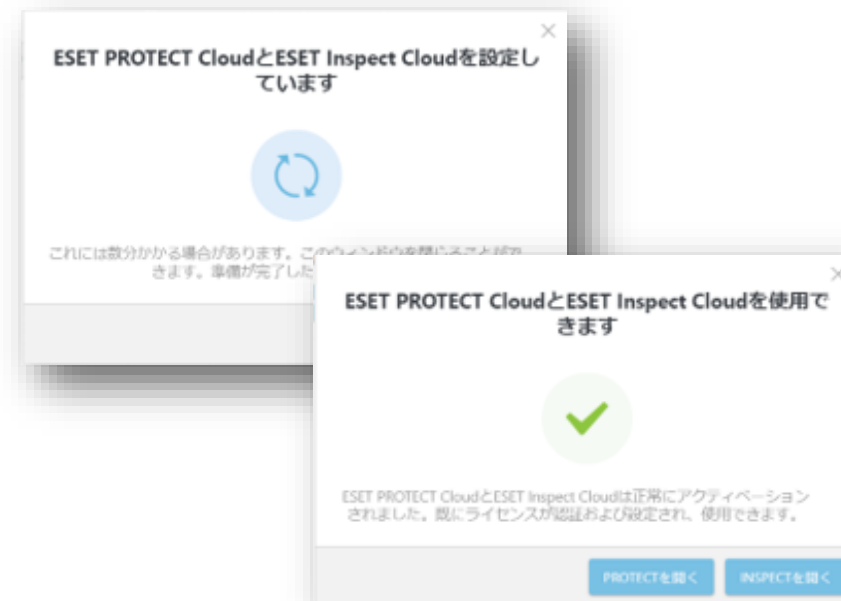 ESET PROTECT CloudとESET Inspect Cloudを設定し
ています
これには数分かかる場合があります。このウィンドウを閉じることがで
きます。準備が完了した
ESET PROTECT CloudとESET Inspect Cloudを使用で
きます
ESET PROTECT CloudとESET Inspect Cloudは正常にアクティベーション
されました。既にライセンスが認証および設定され、使用できます。
PROTECTを開く
INSPECTを開く